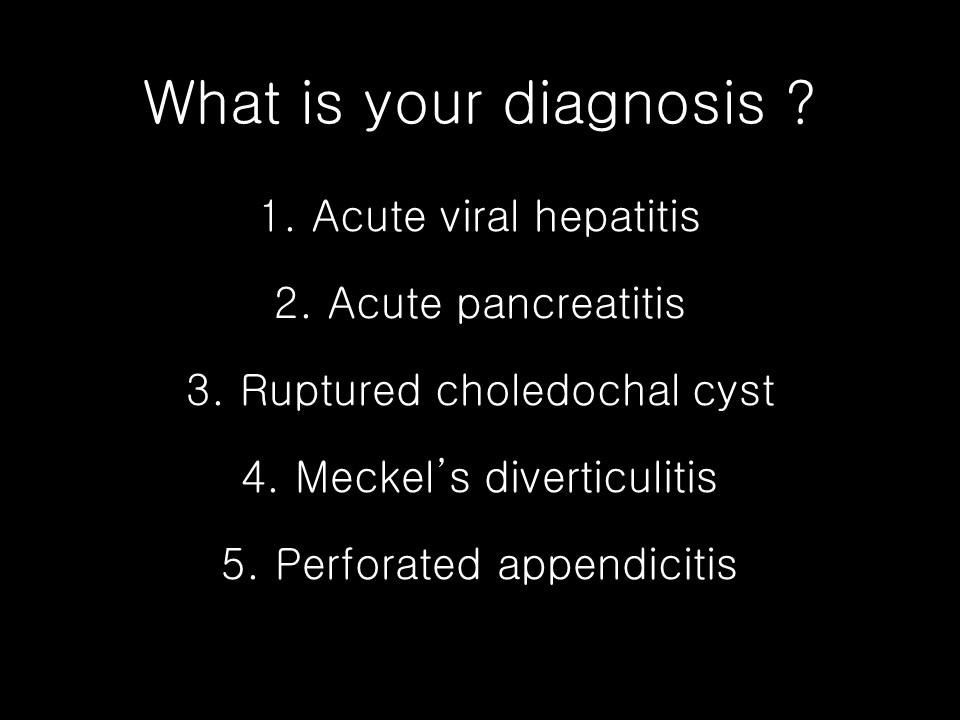 What is your diagnosis ?
1. Acute viral hepatitis
2. Acute pancreatitis
3. Ruptured choledochal cyst
4. Meckel’s diverticulitis
5. Perforated appendicitis